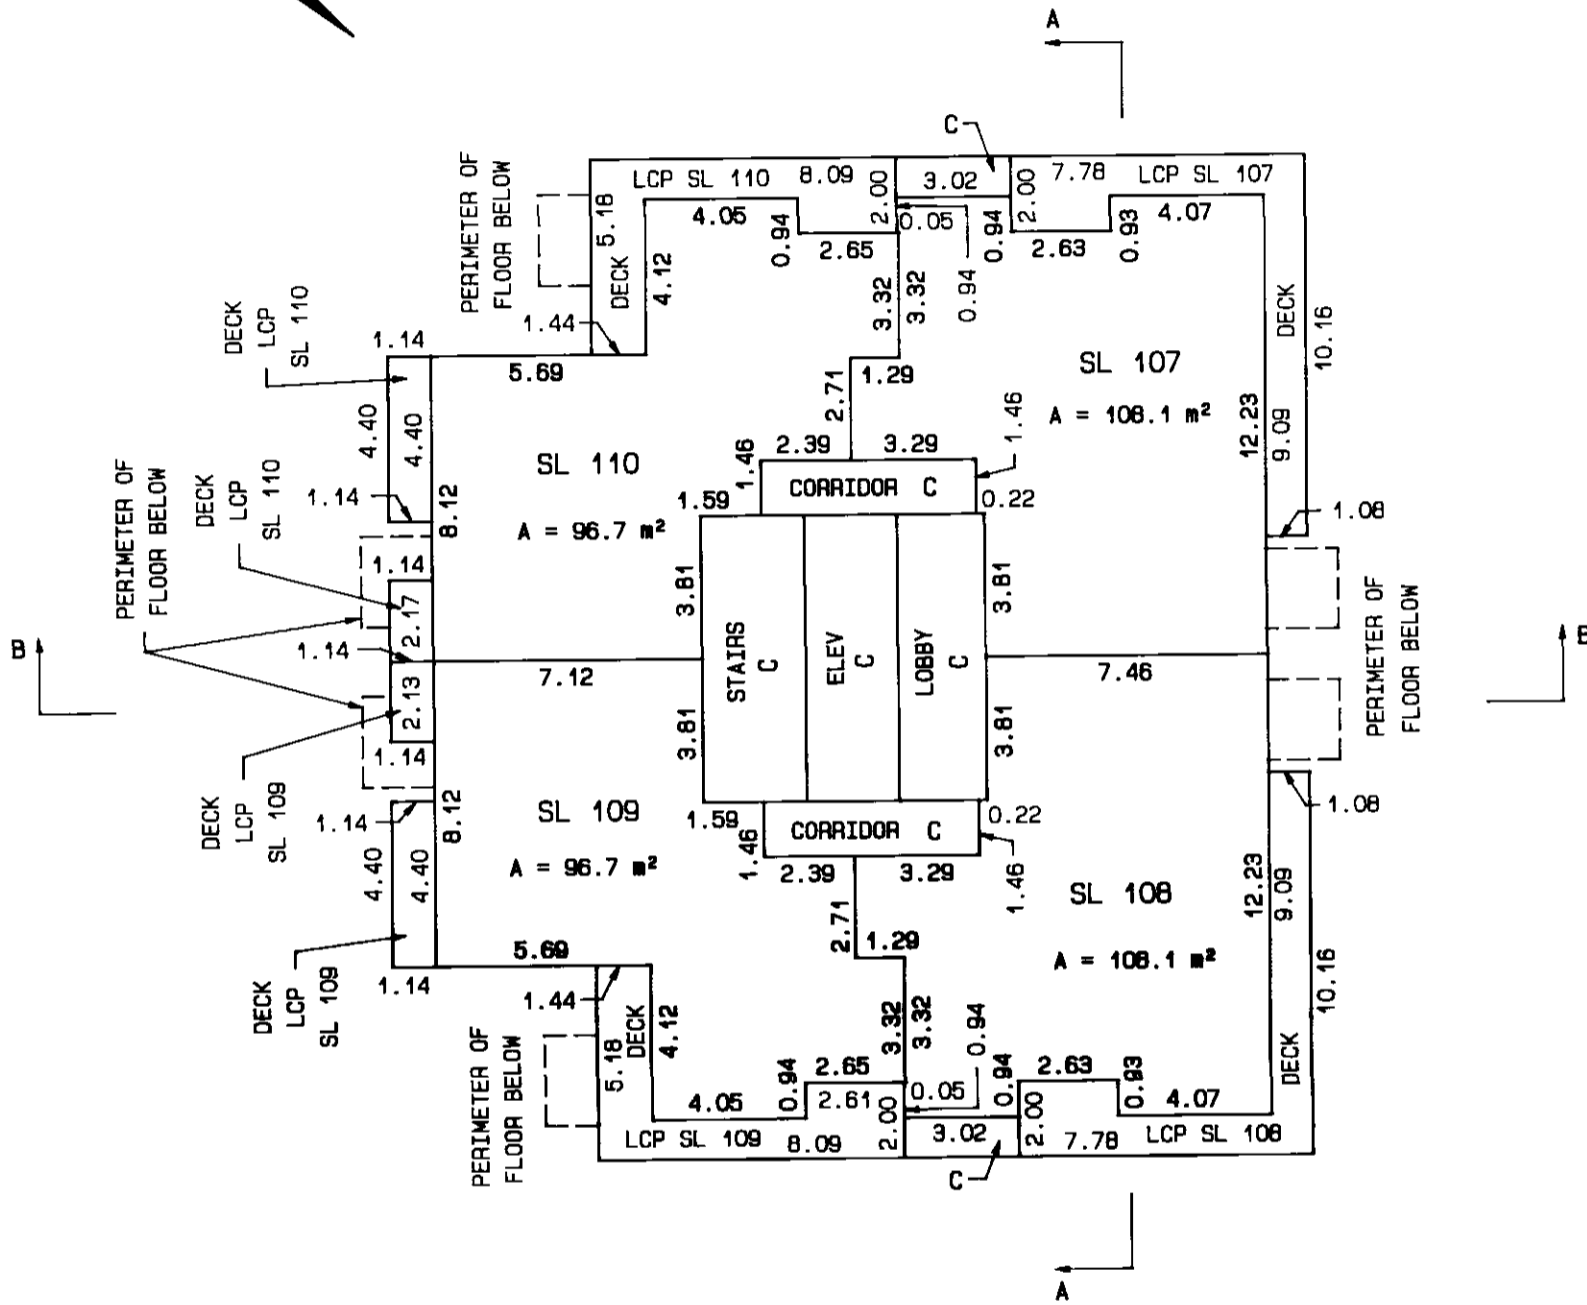 A
C
PERIMETER OF
FLOOR BELOW
LCP SL 110
8.09
2.00
3.02
2.00
7.78
LCP SL 107
5.18
DECK
4.05
0.94
2.65
0.05
0.94
2.63
0.93
4.07
4.12
3.32
3.32
0.94
DECK
10.16
DECK
LCP
SL 110
1.14
1.44
5.69
1.29
2.71
SL 107
A = 108.1 m²
1.46
12.23
9.09
4.40
4.40
2.39
3.29
1.46
SL 110
CORRIDOR C
PERIMETER OF
FLOOR BELOW
DECK
LCP
SL 110
1.14
8.12
1.59
0.22
1.08
A = 96.7 m²
1.14
2.17
3.81
3.81
STAIRS
C
ELEV
C
LOBBY
C
PERIMETER OF
FLOOR BELOW
B
B
1.14
7.12
7.46
2.13
3.81
3.81
1.14
DECK
LCP
SL 109
1.14
8.12
SL 109
1.59
0.22
1.08
CORRIDOR C
A = 96.7 m²
1.46
2.39
3.29
1.46
4.40
4.40
SL 108
12.23
9.09
2.71
1.29
5.69
A = 108.1 m²
10.16
DECK
LCP
SL 109
1.14
1.44
DECK
5.18
4.12
3.32
3.32
0.94
PERIMETER OF
FLOOR BELOW
2.65
0.94
2.61
0.05
0.94
2.63
0.93
DECK
4.05
2.00
2.00
4.07
LCP SL 109
8.09
3.02
7.78
LCP SL 108
C
A